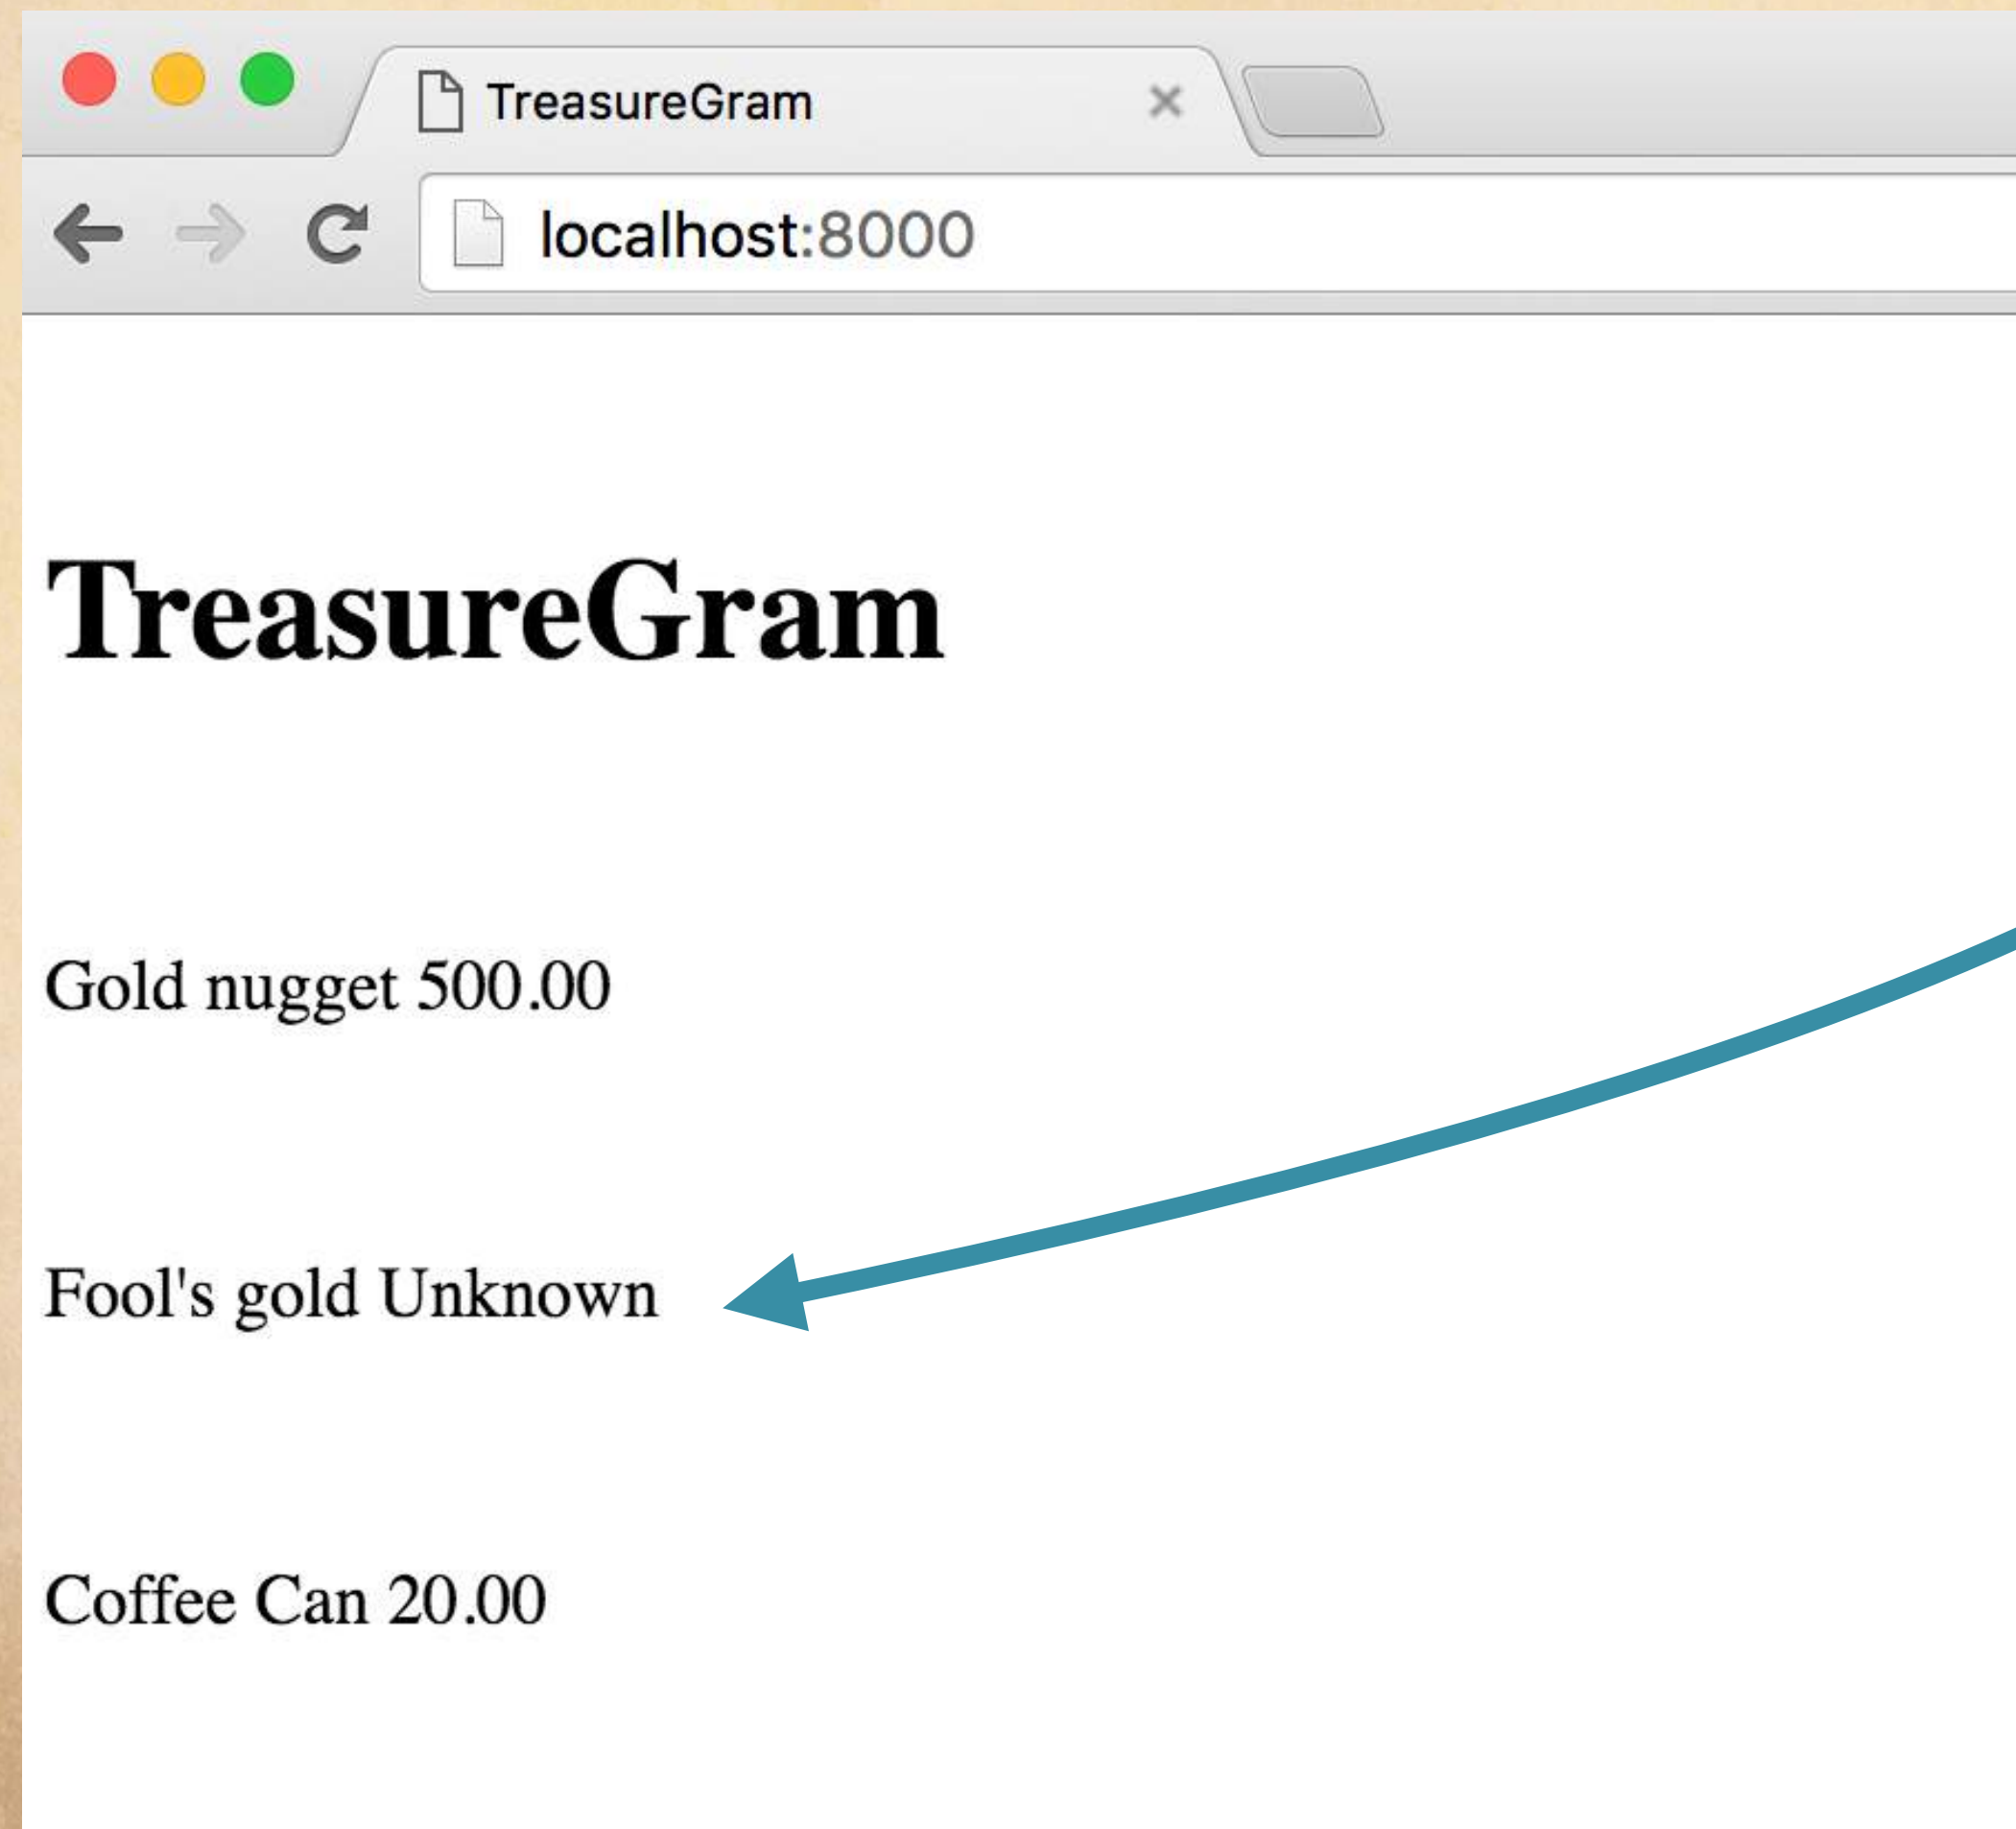 TreasureGram
localhost:8000
TreasureGram
Gold nugget 500.00
Fool's gold Unknown
Coffee Can 20.00